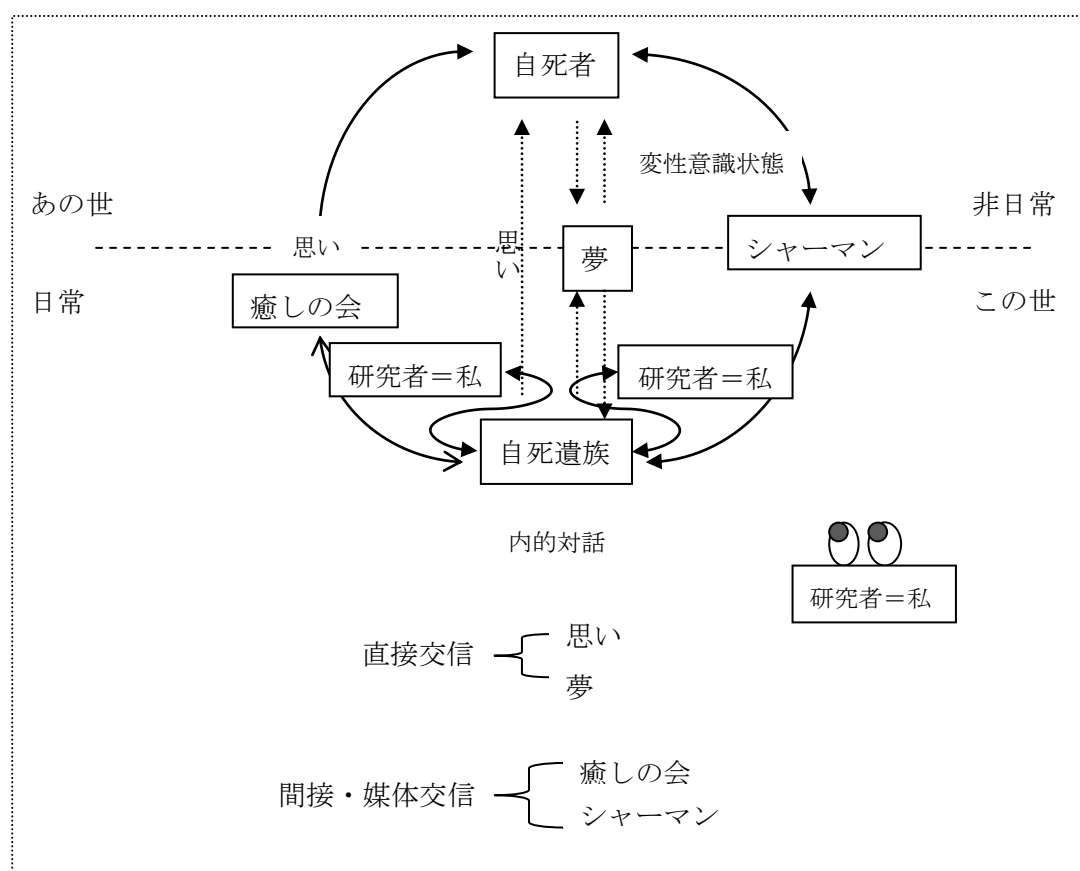 自死者
変性意識状態
あの世
非日常
思い
思い
夢
シャーマン
日常
この世
癒しの会
研究者＝私
研究者＝私
自死遺族
内的対話
研究者＝私
直接交信
思い
夢
間接・媒体交信
癒しの会
シャーマン